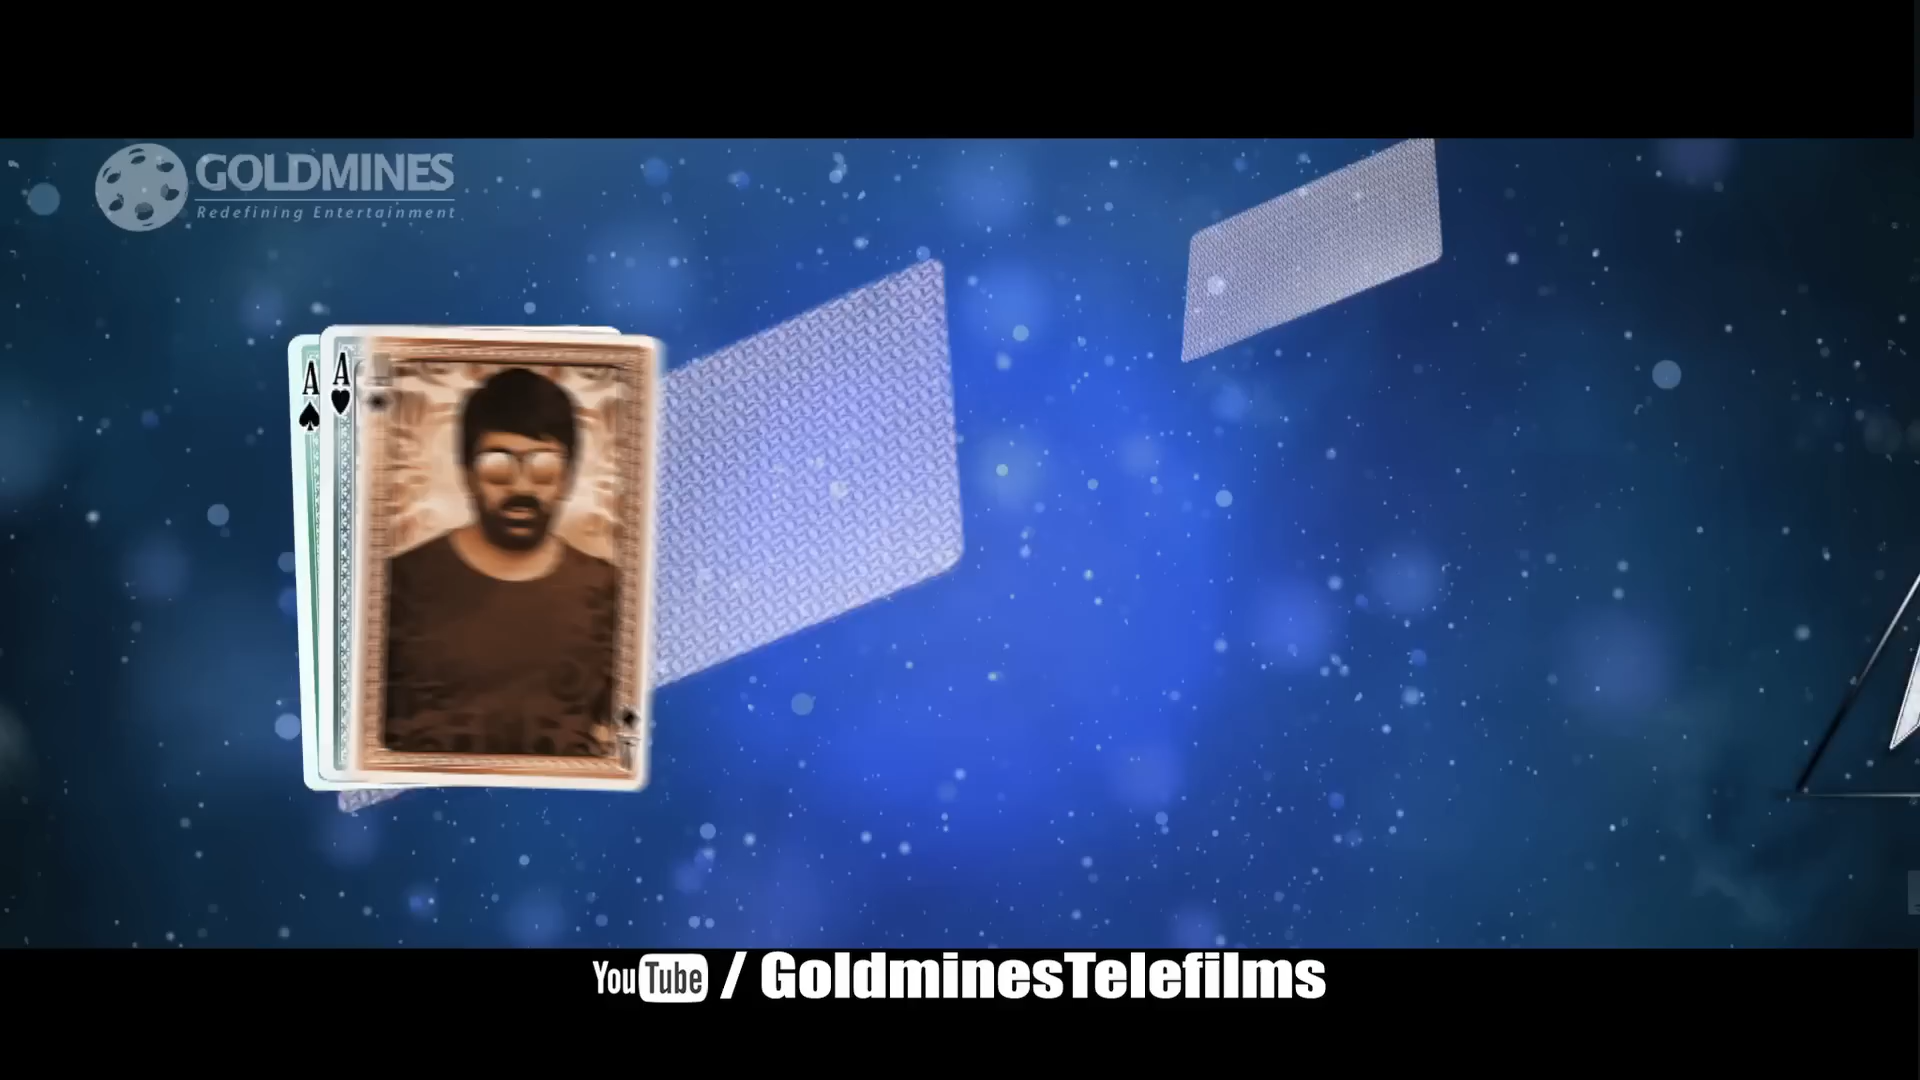 GOLDMINES
Redefining Entertainment
A
A
YouTube / GoldminesTelefilms